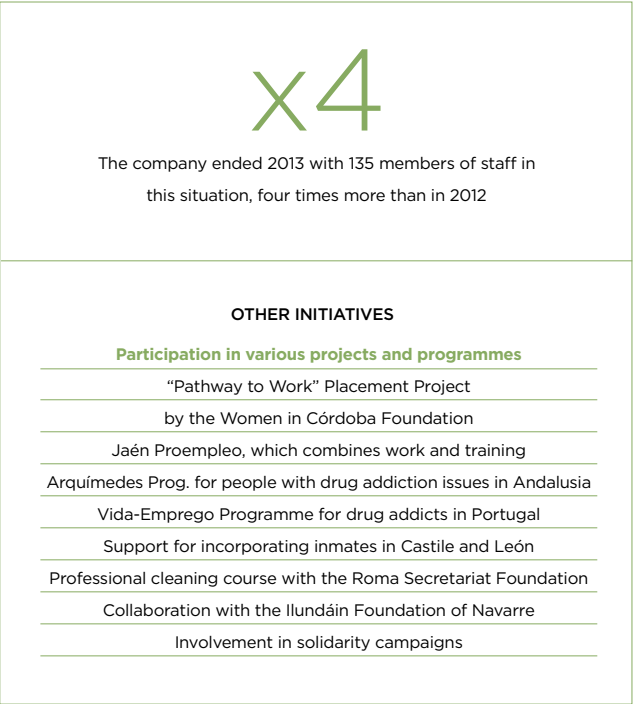 x4
The company ended 2013 with 135 members of staff in
this situation, four times more than in 2012
OTHER INITIATIVES
Participation in various projects and programmes
“Pathway to Work” Placement Project
by the Women in Córdoba Foundation
Jaén Proempleo, which combines work and training
Arquímedes Prog. for people with drug addiction issues in Andalusia
Vida-Emprego Programme for drug addicts in Portugal
Support for incorporating inmates in Castile and León
Professional cleaning course with the Roma Secretariat Foundation
Collaboration with the Ilundáin Foundation of Navarre
Involvement in solidarity campaigns